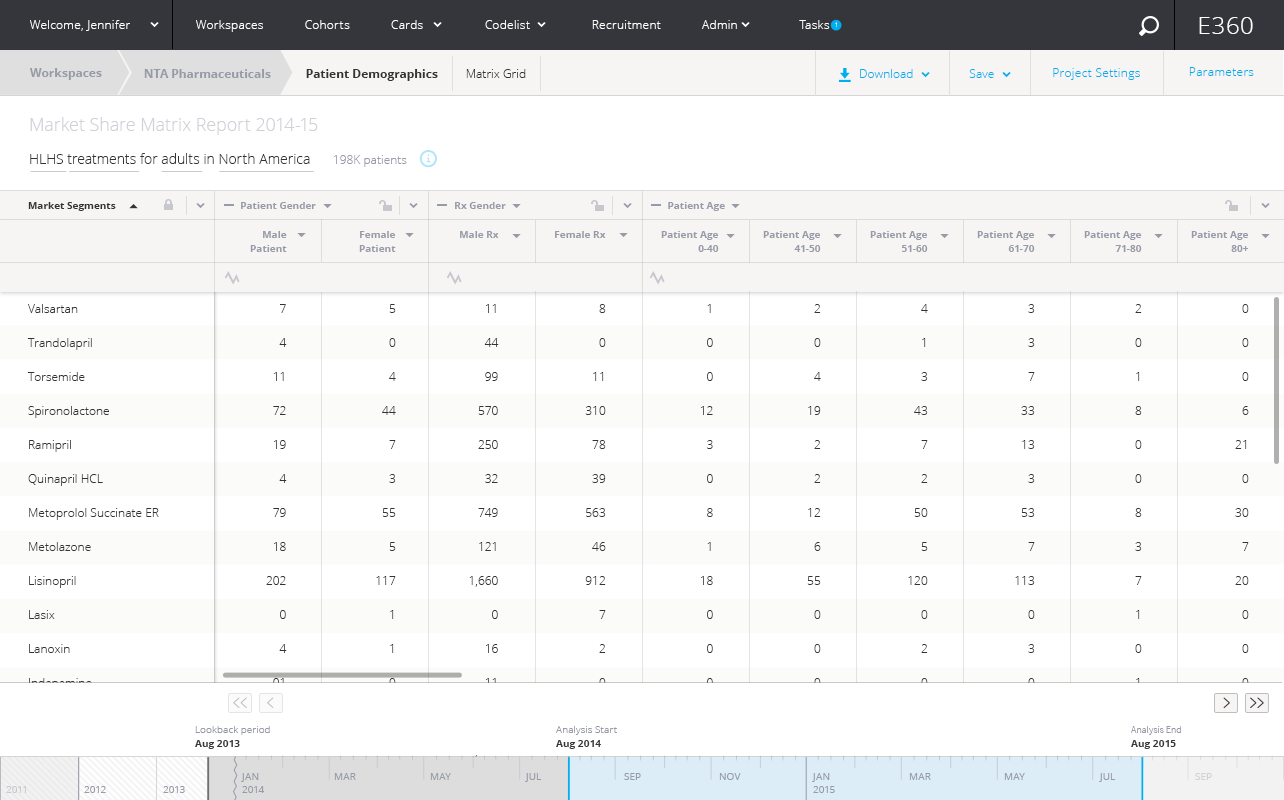 Welcome, Jennifer Workspaces Cohorts Cards Codelist Recruitment Admin Tasks 1 E360
Workspaces NTA Pharmaceuticals Patient Demographics Matrix Grid Download Save Project Settings Parameters
Market Share Matrix Report 2014-15
HLHS treatments for adults in North America 198K patients i
Market Segments Patient Gender Rx Gender Patient Age
Male Female Male Rx Female Rx Patient Age Patient Age Patient Age Patient Age Patient Age Patient Age
Patient Patient 0-40 41-50 51-60 61-70 71-80 80+
Valsartan 7 5 11 8 1 2 4 3 2 0
Trandolapril 4 0 44 0 0 0 1 3 0 0
Torsemide 11 4 99 11 0 4 3 7 1 0
Spironolactone 72 44 570 310 12 19 43 33 8 6
Ramipril 19 7 250 78 3 2 7 13 0 21
Quinapril HCL 4 3 32 39 0 2 2 3 0 0
Metoprolol Succinate ER 79 55 749 563 8 12 50 53 8 30
Metolazone 18 5 121 46 1 6 5 7 3 7
Lisinopril 202 117 1,660 912 18 55 120 113 7 20
Lasix 0 1 0 7 0 0 0 0 1 0
Lanoxin 4 1 16 2 0 0 2 3 0 0
Lookback period Analysis Start Analysis End
Aug 2013 Aug 2014 Aug 2015
JAN MAR MAY JUL SEP NOV JAN MAR MAY JUL SEP
2011 2012 2013 2014 2015